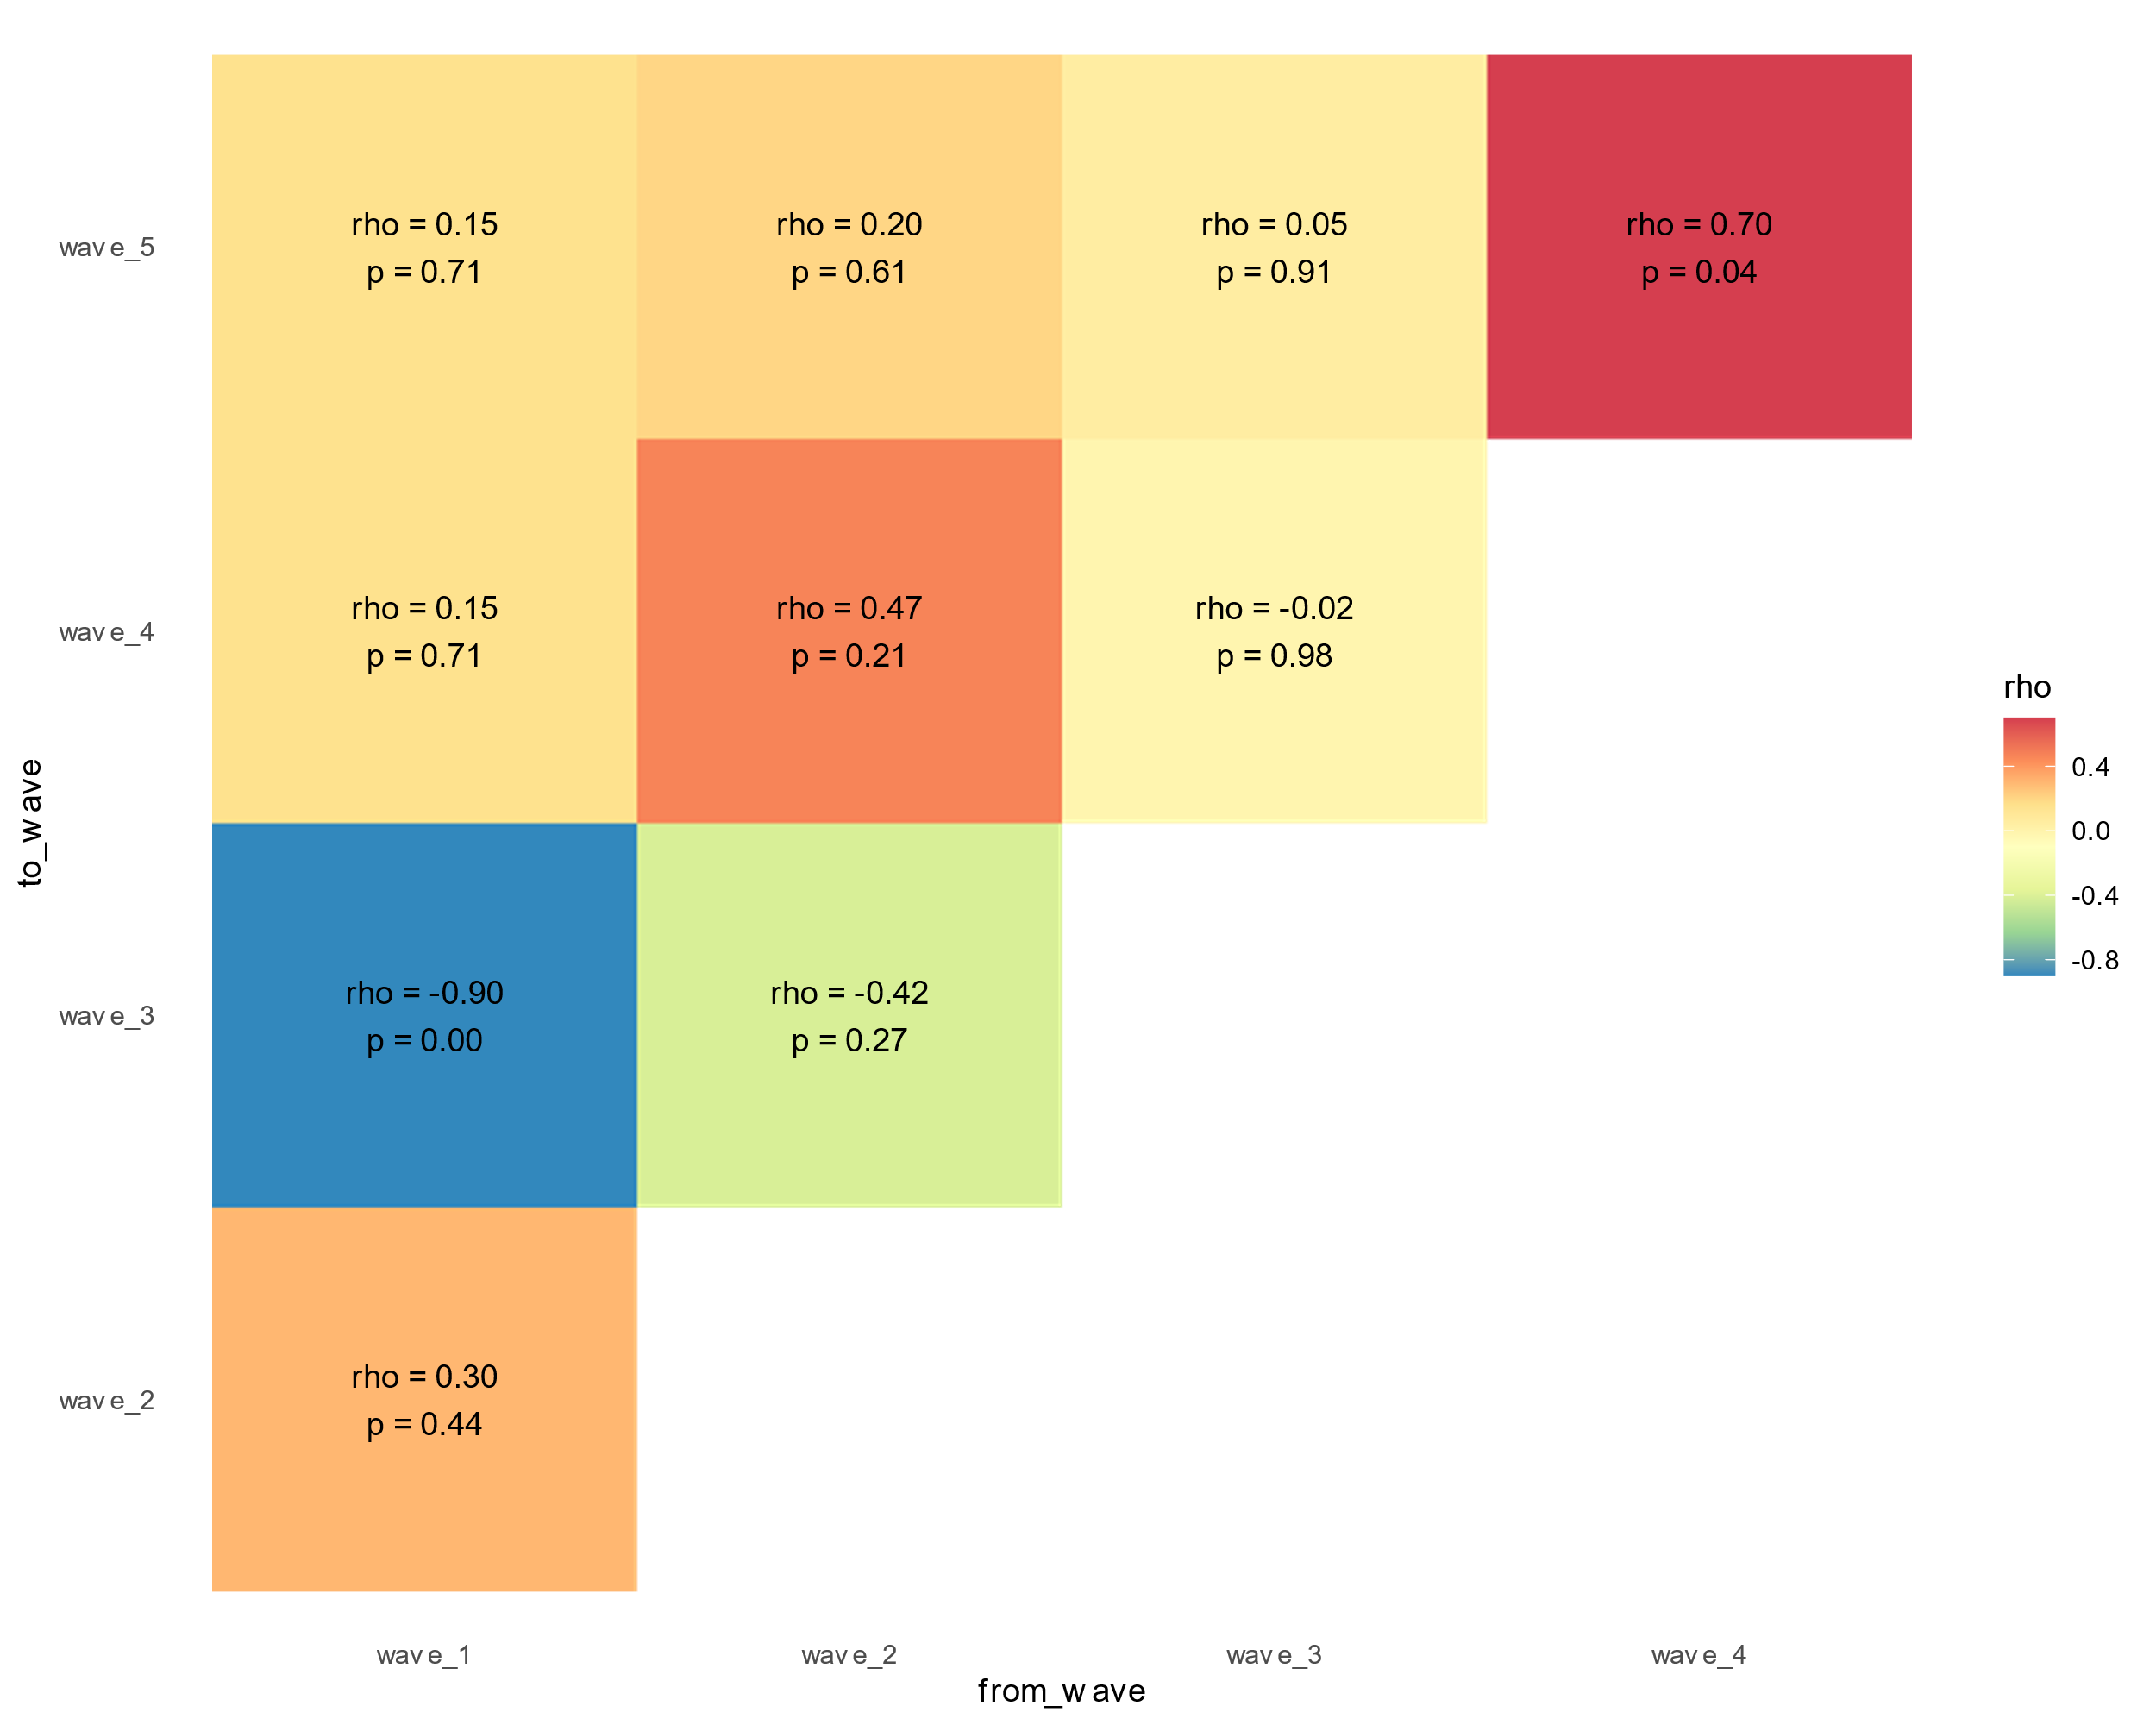 to_wave
wave_5
rho = 0.15
p = 0.71
rho = 0.20
p = 0.61
rho = 0.05
p = 0.91
rho = 0.70
p = 0.04
wave_4
rho = 0.15
p = 0.71
rho = 0.47
p = 0.21
rho = -0.02
p = 0.98
wave_3
rho = -0.90
p = 0.00
rho = -0.42
p = 0.27
wave_2
rho = 0.30
p = 0.44
wave_1
wave_2
wave_3
wave_4
from_wave
rho
0.4
0.0
-0.4
-0.8